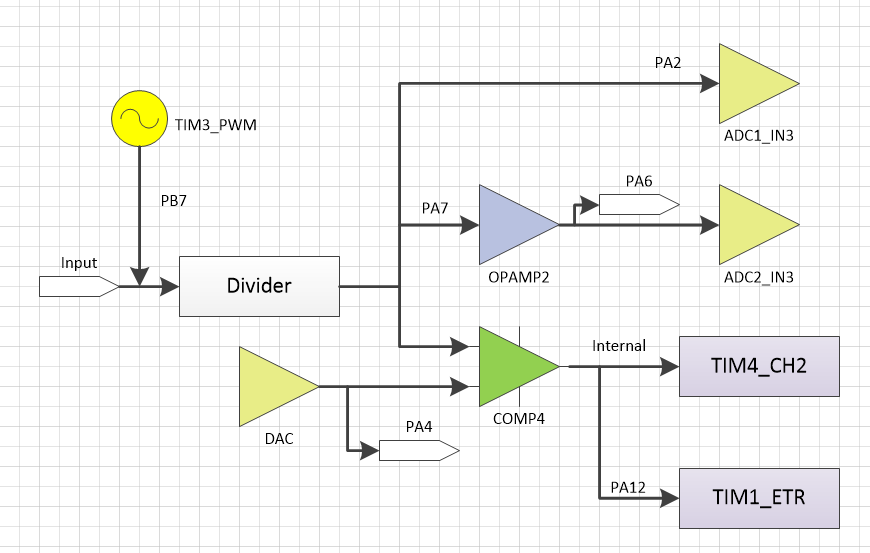 PA2
TIM3_PWM
ADC1_IN3
PB7
PA6
PA7
Input
Divider
OPAMP2
ADC2_IN3
Internal
TIM4_CH2
DAC
PA4
COMP4
PA12
TIM1_ETR